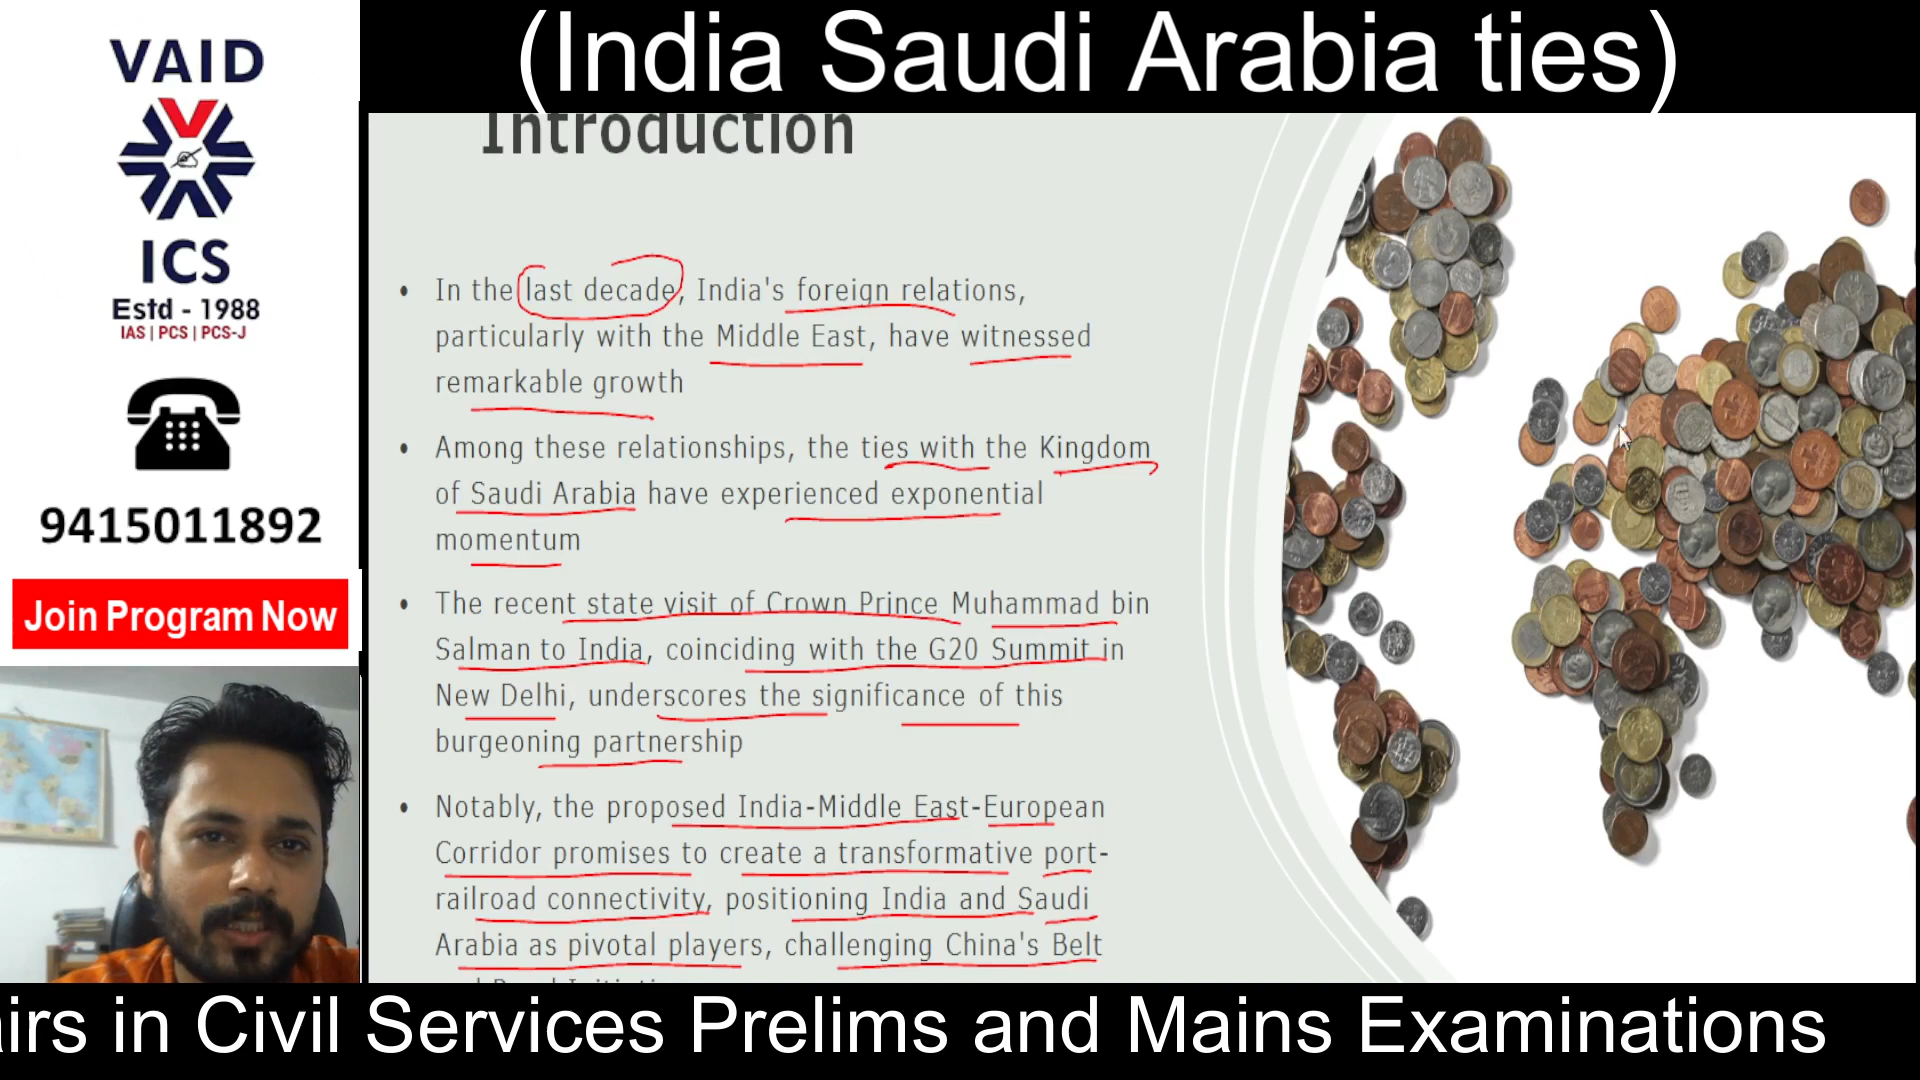 (India Saudi Arabia ties)
VAID
ICS
Estd - 1988
IAS | PCS | PCS-J
9415011892
Join Program Now
Introduction
• In the last decade, India's foreign relations,
particularly with the Middle East, have witnessed
remarkable growth
• Among these relationships, the ties with the Kingdom
of Saudi Arabia have experienced exponential
momentum
• The recent state visit of Crown Prince Muhammad bin
Salman to India, coinciding with the G20 Summit in
New Delhi, underscores the significance of this
burgeoning partnership
• Notably, the proposed India-Middle East-European
Corridor promises to create a transformative port-
railroad connectivity, positioning India and Saudi
Arabia as pivotal players, challenging China's Belt
irs in Civil Services Prelims and Mains Examinations